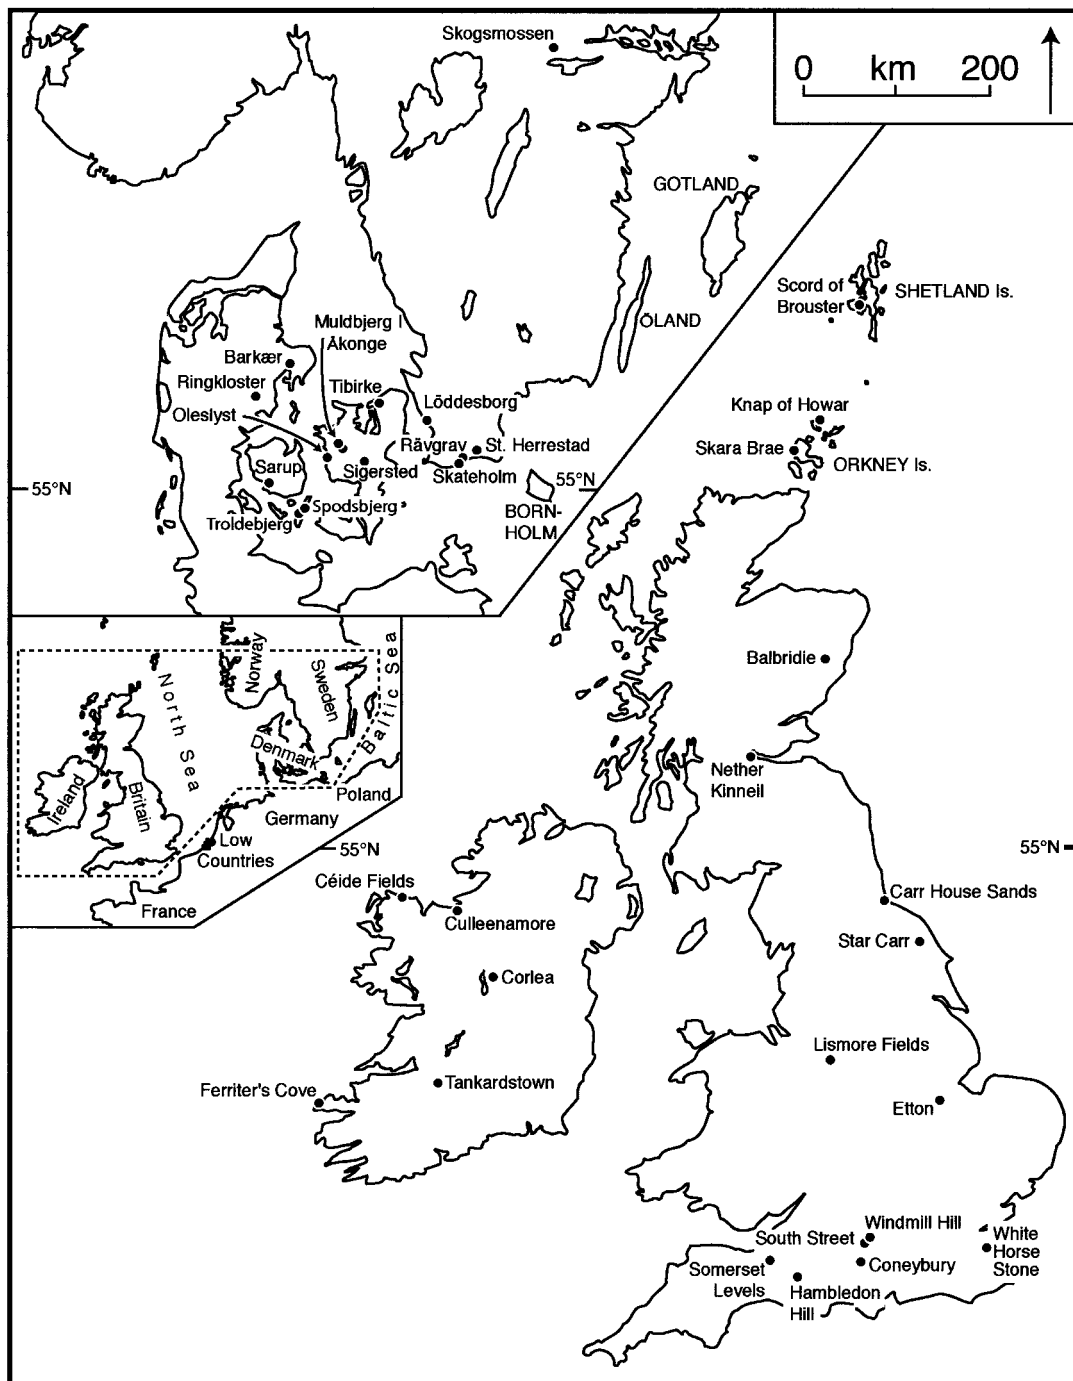 Skogsmossen
0 km 200
GOTLAND
ÖLAND
Scord of
Brouster
SHETLAND Is.
Muldbjerg I
Åkonge
Barkær
Ringkloster
Tibirke
Oleslyst
Löddesborg
Knap of Howar
Rävgrav
St. Herrestad
Skara Brae
Sarup
Sigersted
Skateholm
ORKNEY Is.
55°N
55°N
Spodsbjerg
Troldebjerg
BORN-
HOLM
Norway
Sweden
Baltic Sea
North Sea
Denmark
Ireland
Britain
Poland
Germany
Low
Countries
France
55°N
Balbridie
Nether
Kinneil
55°N
Céide Fields
Culleenamore
Carr House Sands
Star Carr
Corlea
Lismore Fields
Ferriter's Cove
Tankardstown
Etton
Windmill Hill
South Street
White
Horse
Stone
Somerset
Levels
Coneybury
Hambledon
Hill